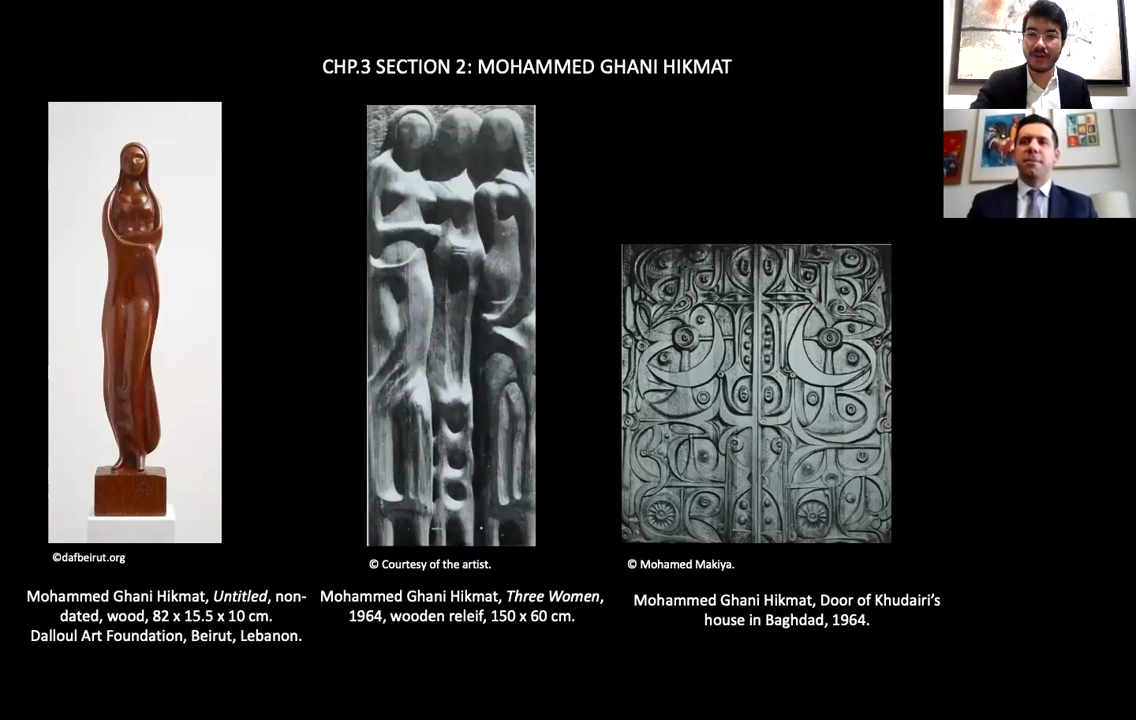 CHP.3 SECTION 2: MOHAMMED GHANI HIKMAT
©dafbeirut.org
Mohammed Ghani Hikmat, Untitled, non-
dated, wood, 82 x 15.5 x 10 cm.
Dalloul Art Foundation, Beirut, Lebanon.
© Courtesy of the artist.
Mohammed Ghani Hikmat, Three Women,
1964, wooden releif, 150 x 60 cm.
© Mohamed Makiya.
Mohammed Ghani Hikmat, Door of Khudairi's
house in Baghdad, 1964.